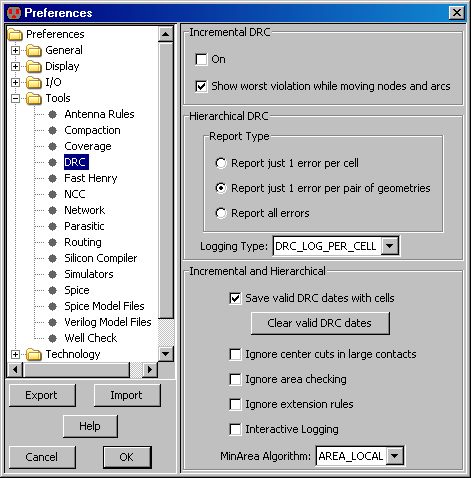 Preferences
Preferences
General
Display
I/O
Tools
Antenna Rules
Compaction
Coverage
DRC
Fast Henry
NCC
Network
Parasitic
Routing
Silicon Compiler
Simulators
Spice
Spice Model Files
Verilog Model Files
Well Check
Technology
Export
Import
Help
Cancel
OK
Incremental DRC
On
Show worst violation while moving nodes and arcs
Hierarchical DRC
Report Type
Report just 1 error per cell
Report just 1 error per pair of geometries
Report all errors
Logging Type: DRC_LOG_PER_CELL
Incremental and Hierarchical
Save valid DRC dates with cells
Clear valid DRC dates
Ignore center cuts in large contacts
Ignore area checking
Ignore extension rules
Interactive Logging
MinArea Algorithm: AREA_LOCAL